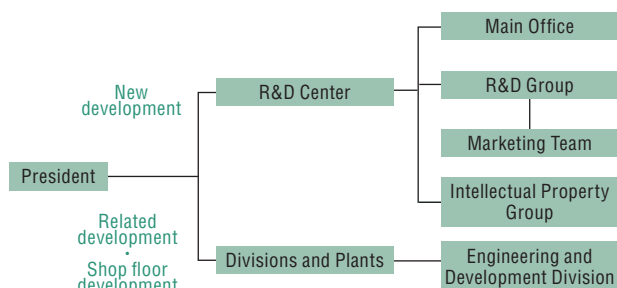 Main Office
New
development
R&D Center
R&D Group
Marketing Team
President
Intellectual Property
Group
Related
development
·
Shop floor
development
Divisions and Plants
Engineering and
Development Division